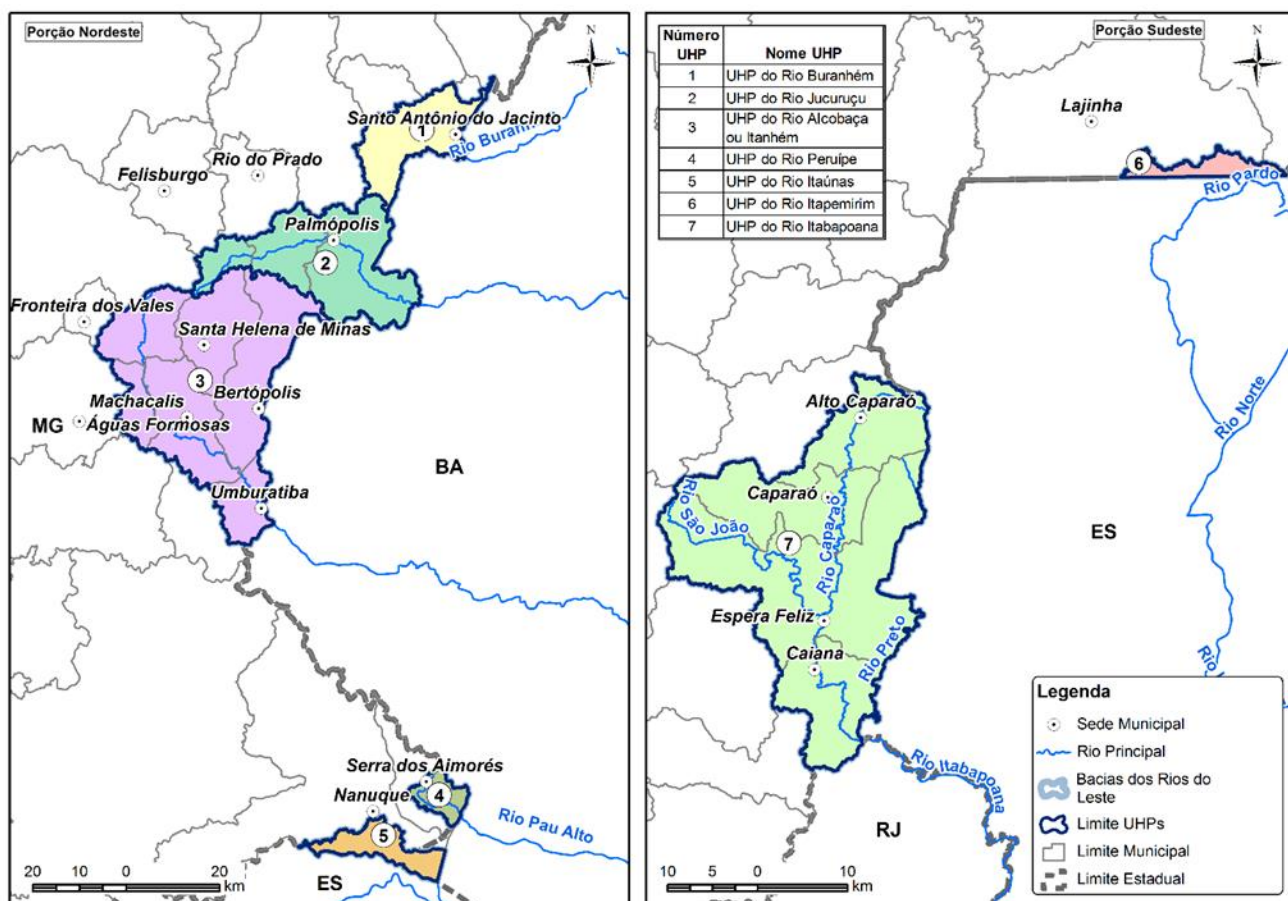 Porção Nordeste
Santo Antônio do Jacinto
1
Rio Buranh
Rio do Prado
Felisburgo
Palmópolis
2
Fronteira dos Vales
Santa Helena de Minas
3
Bertópolis
Machacalis
MG
Águas Formosas
BA
Umburatiba
Serra dos Aimorés
4
Nanuque
Rio Pau Alto
5
ES
20 10 0 20
km
Número UHP Nome UHP
1 UHP do Rio Buranhém
2 UHP do Rio Jucuruçu
3 UHP do Rio Alcobaça
ou Itanhém
4 UHP do Rio Peruípe
5 UHP do Rio Itaúnas
6 UHP do Rio Itapemirim
7 UHP do Rio Itabapoana
Porção Sudeste
Lajinha
6
Rio Pardo
Rio Norte
Alto Caparaó
Caparaó
Rio São João
Rio Caparaó
7
ES
Espera Feliz
Caiana
Rio Preto
Rio Itabapoana
RJ
10 5 0 10
km
Legenda
Sede Municipal
Rio Principal
Bacias dos Rios do
Leste
Limite UHPs
Limite Municipal
Limite Estadual